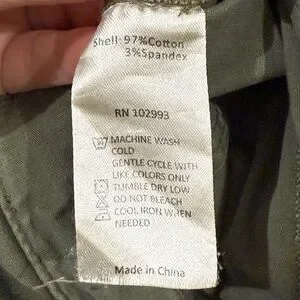 Shell: 97%Cotton
3%Spandex
RN 102993
MACHINE WASH
COLD
GENTLE CYCLE WITH
LIKE COLORS ONLY
TUMBLE DRY LOW
DO NOT BLEACH
COOL IRON WHEN
NEEDED
Made in China